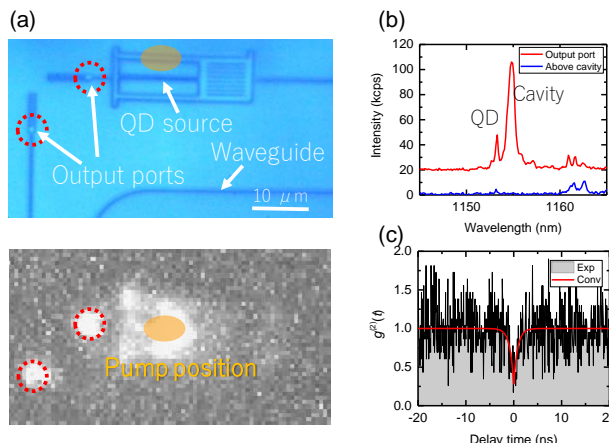 (a)
QD source
Output ports
Waveguide
10 μm
Pump position
(b)
120
100
80
60
40
20
0
Intensity (kcps)
Output port
Above cavity
QD
Cavity
1150
1160
Wavelength (nm)
(c)
2.0
1.5
1.0
0.5
0.0
g(2)(t)
Exp
Conv
-20
-10
0
10
20
Delay time (ns)